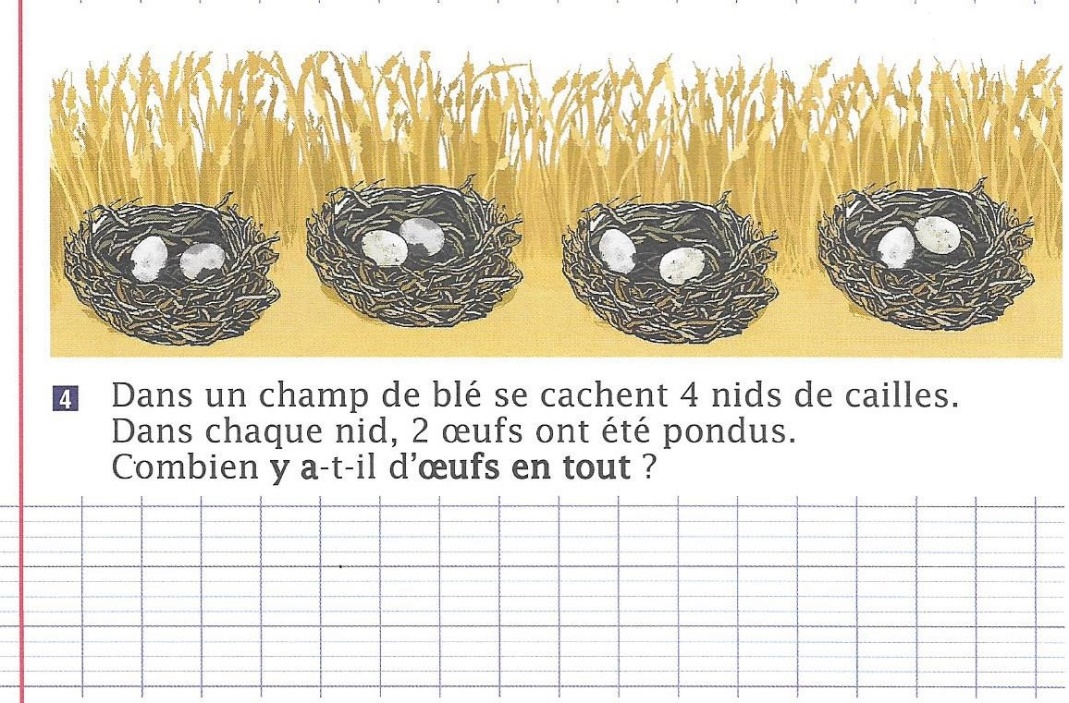 4 Dans un champ de blé se cachent 4 nids de cailles.
Dans chaque nid, 2 œufs ont été pondus.
Combien y a-t-il d'œufs en tout ?